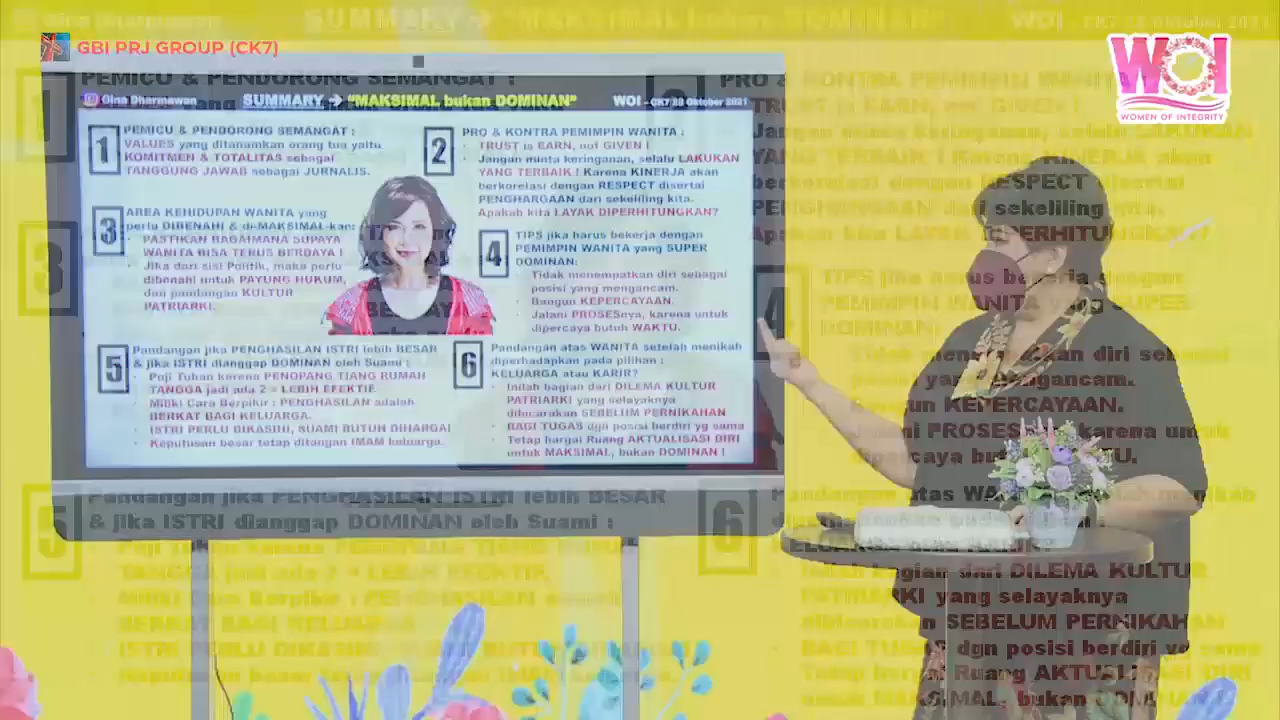 GBI PRJ GROUP (CK7)
WOI
WOMEN OF INTEGRITY
Gina Dharmawan
SUMMARY → "MAKSIMAL bukan DOMINAN"
WOI - CK7 28 Oktober 2021
1
PEMICU & PENDORONG SEMANGAT :
VALUES yang ditanamkan orang tua yaitu
KOMITMEN & TOTALITAS sebagai
TANGGUNG JAWAB sebagai JURNALIS.
2
PRO & KONTRA PEMIMPIN WANITA :
TRUST is EARN, not GIVEN !
Jangan minta keringanan, selalu LAKUKAN
YANG TERBAIK ! Karena KINERJA akan
berkorelasi dengan RESPECT disertai
PENGHARGAAN dari sekeliling kita.
Apakah kita LAYAK DIPERHITUNGKAN?
3
AREA KEHIDUPAN WANITA yang
perlu DIBENAHI & di-MAKSIMAL-kan:
PASTIKAN BAGAIMANA SUPAYA
WANITA BISA TERUS BERDAYA !
Jika dari sisi Politik, maka perlu
dibenahi untuk PAYUNG HUKUM,
dan pandangan KULTUR
PATRIARKI.
4
TIPS jika harus bekerja dengan
PEMIMPIN WANITA yang SUPER
DOMINAN:
Tidak menempatkan diri sebagai
posisi yang mengancam.
Bangun KEPERCAYAAN.
Jalani PROSESnya, karena untuk
dipercaya butuh WAKTU.
5
Pandangan jika PENGHASILAN ISTRI lebih BESAR
& jika ISTRI dianggap DOMINAN oleh Suami :
Puji Tuhan karena PENOPANG TIANG RUMAH
TANGGA jadi ada 2 = LEBIH EFEKTIF
Miliki Cara Berpikir : PENGHASILAN adalah
BERKAT BAGI KELUARGA.
ISTRI PERLU DIKASIHI, SUAMI BUTUH DIHARGAI
Keputusan besar tetap ditangan IMAM keluarga.
6
Pandangan atas WANITA setelah menikah
diperhadapkan pada pilihan :
KELUARGA atau KARIR?
Inilah bagian dari DILEMA KULTUR
PATRIARKI yang selayaknya
dibicarakan SEBELUM PERNIKAHAN
BAGI TUGAS dgn posisi berdiri yg sama
Tetap hargai Ruang AKTUALISASI DIRI
untuk MAKSIMAL, bukan DOMINAN !